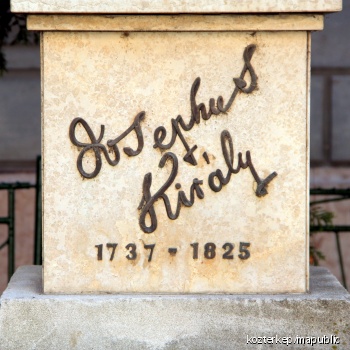 Josephus
Király
1737 - 1825
kozterkep.mapublic